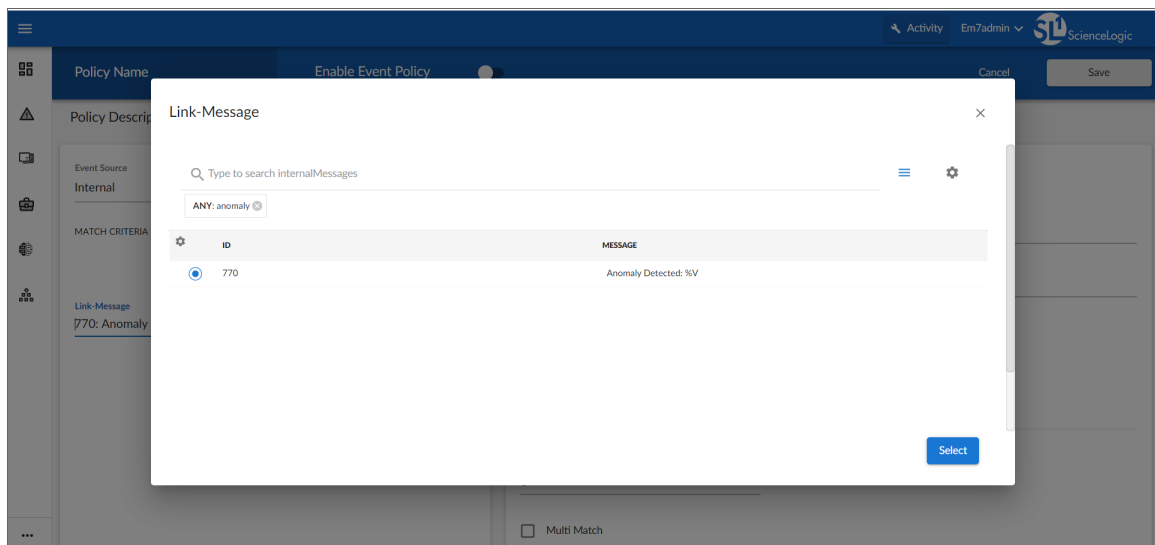 Activity
Em7admin
SL1 ScienceLogic
Policy Name
Enable Event Policy
Cancel
Save
Policy Descrip
Event Source
Internal
MATCH CRITERIA
Link-Message
770: Anomaly
Link-Message
Type to search internalMessages
ANY: anomaly
ID MESSAGE
770 Anomaly Detected: %V
Select
Multi Match